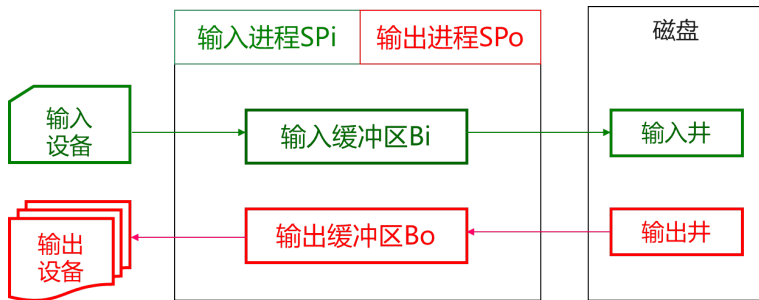 输入进程SPi
输出进程SPo
磁盘
输入
设备
输入缓冲区Bi
输入井
输出
设备
输出缓冲区Bo
输出井